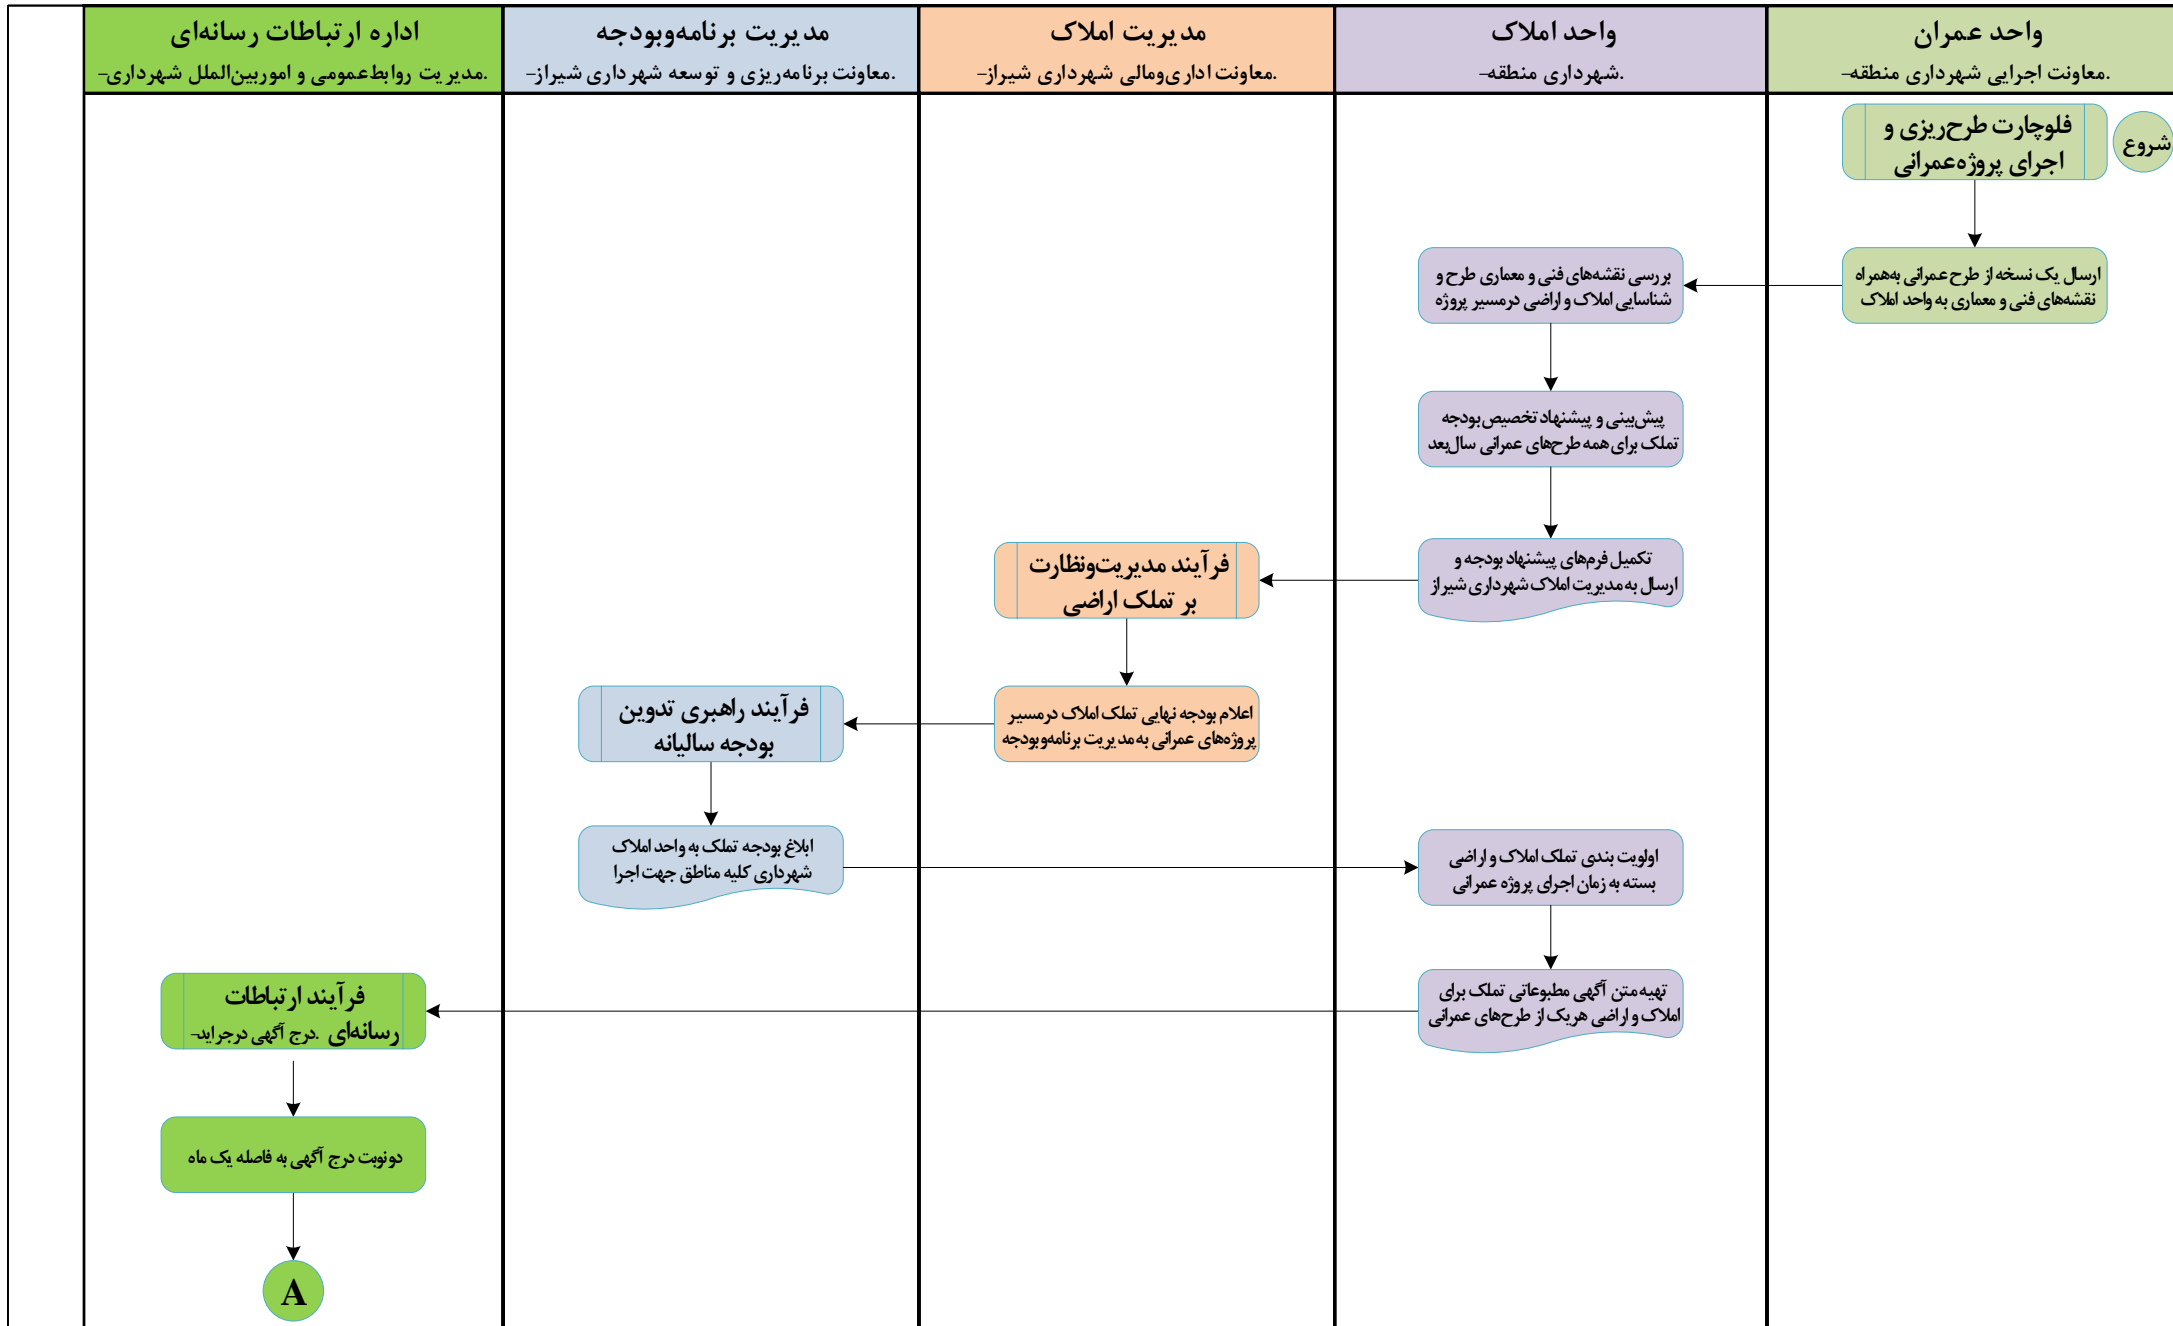 واحد عمران
.معاونت اجرایی شهرداری منطقه-
واحد املاک
.شهرداری منطقه-
مدیریت املاک
.معاونت اداری‌ومالی شهرداری شیراز-
مدیریت برنامه‌وبودجه
.معاونت برنامه‌ریزی و توسعه شهرداری شیراز-
اداره ارتباطات رسانه‌ای
.مدیریت روابط‌عمومی و اموربین‌الملل شهرداری-
شروع
فلوچارت طرح‌ریزی و
اجرای پروژه‌عمرانی
ارسال یک نسخه از طرح عمرانی به‌همراه
نقشه‌های فنی و معماری به واحد املاک
بررسی نقشه‌های فنی و معماری طرح و
شناسایی املاک و اراضی درمسیر پروژه
پیش‌بینی و پیشنهاد تخصیص‌بودجه
تملک برای همه طرح‌های عمرانی سال‌بعد
تکمیل فرم‌های پیشنهاد بودجه و
ارسال به مدیریت املاک شهرداری شیراز
فرآیند مدیریت‌ونظارت
بر تملک اراضی
اعلام بودجه نهایی تملک املاک درمسیر
پروژه‌های عمرانی به مدیریت برنامه‌وبودجه
فرآیند راهبری تدوین
بودجه سالیانه
ابلاغ بودجه تملک به واحد املاک
شهرداری کلیه مناطق جهت اجرا
اولویت بندی تملک املاک و اراضی
بسته به زمان اجرای پروژه عمرانی
تهیه متن آگهی مطبوعاتی تملک برای
املاک و اراضی هریک از طرح‌های عمرانی
فرآیند ارتباطات
رسانه‌ای .درج آگهی درجراید-
دونوبت درج آگهی به فاصله یک ماه
A